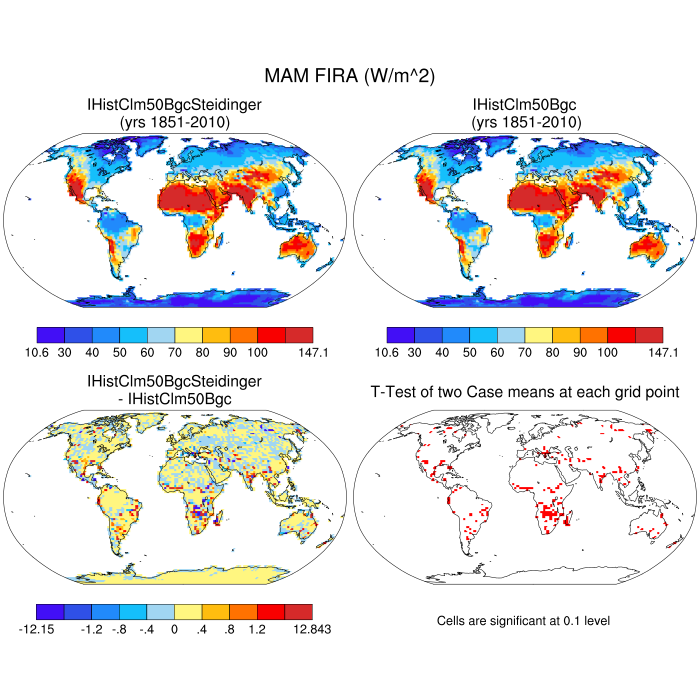 MAM FIRA (W/m^2)
IHistClm50BgcSteidinger
(yrs 1851-2010)
IHistClm50Bgc
(yrs 1851-2010)
10.6 30 40 50 60 70 80 90 100 147.1
10.6 30 40 50 60 70 80 90 100 147.1
IHistClm50BgcSteidinger
- IHistClm50Bgc
T-Test of two Case means at each grid point
-12.15 -1.2 -.8 -.4 0 .4 .8 1.2 12.843
Cells are significant at 0.1 level